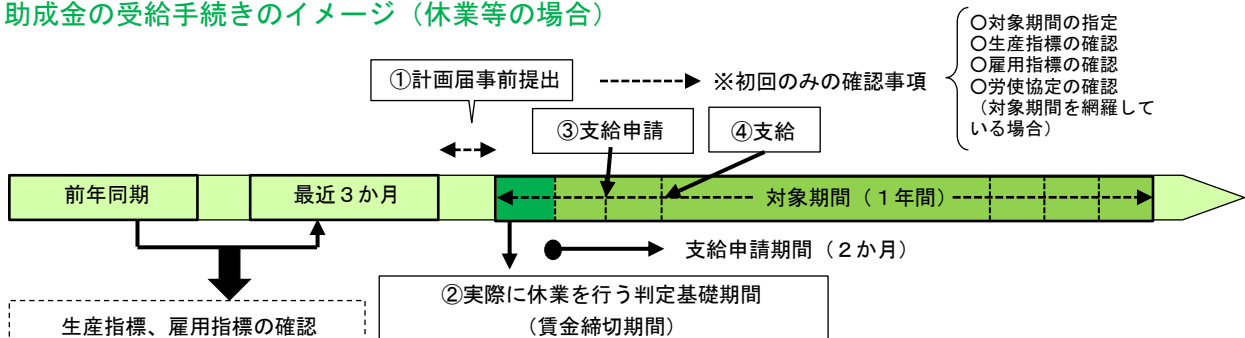 助成金の受給手続きのイメージ（休業等の場合）
①計画届事前提出
※初回のみの確認事項
〇対象期間の指定
〇生産指標の確認
〇雇用指標の確認
〇労使協定の確認
（対象期間を網羅して
いる場合）
③支給申請
④支給
前年同期
最近３か月
対象期間（１年間）
支給申請期間（２か月）
②実際に休業を行う判定基礎期間
（賃金締切期間）
生産指標、雇用指標の確認